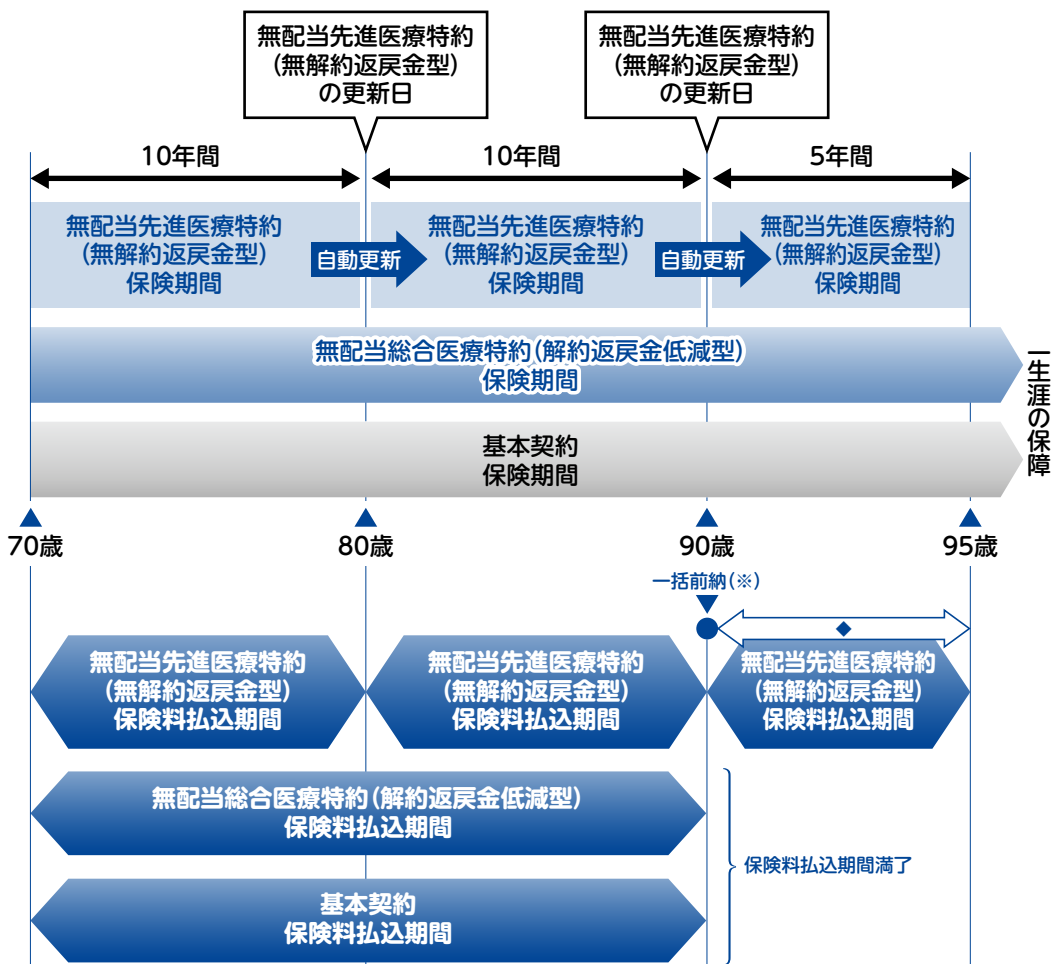 無配当先進医療特約
(無解約返戻金型)
の更新日
無配当先進医療特約
(無解約返戻金型)
の更新日
10年間
10年間
5年間
無配当先進医療特約
(無解約返戻金型)
保険期間
自動更新
無配当先進医療特約
(無解約返戻金型)
保険期間
自動更新
無配当先進医療特約
(無解約返戻金型)
保険期間
無配当総合医療特約(解約返戻金低減型)
保険期間
基本契約
保険期間
一生涯の保障
70歳
80歳
90歳
95歳
一括前納(※)
無配当先進医療特約
(無解約返戻金型)
保険料払込期間
無配当先進医療特約
(無解約返戻金型)
保険料払込期間
無配当先進医療特約
(無解約返戻金型)
保険料払込期間
無配当総合医療特約(解約返戻金低減型)
保険料払込期間
保険料払込期間満了
基本契約
保険料払込期間